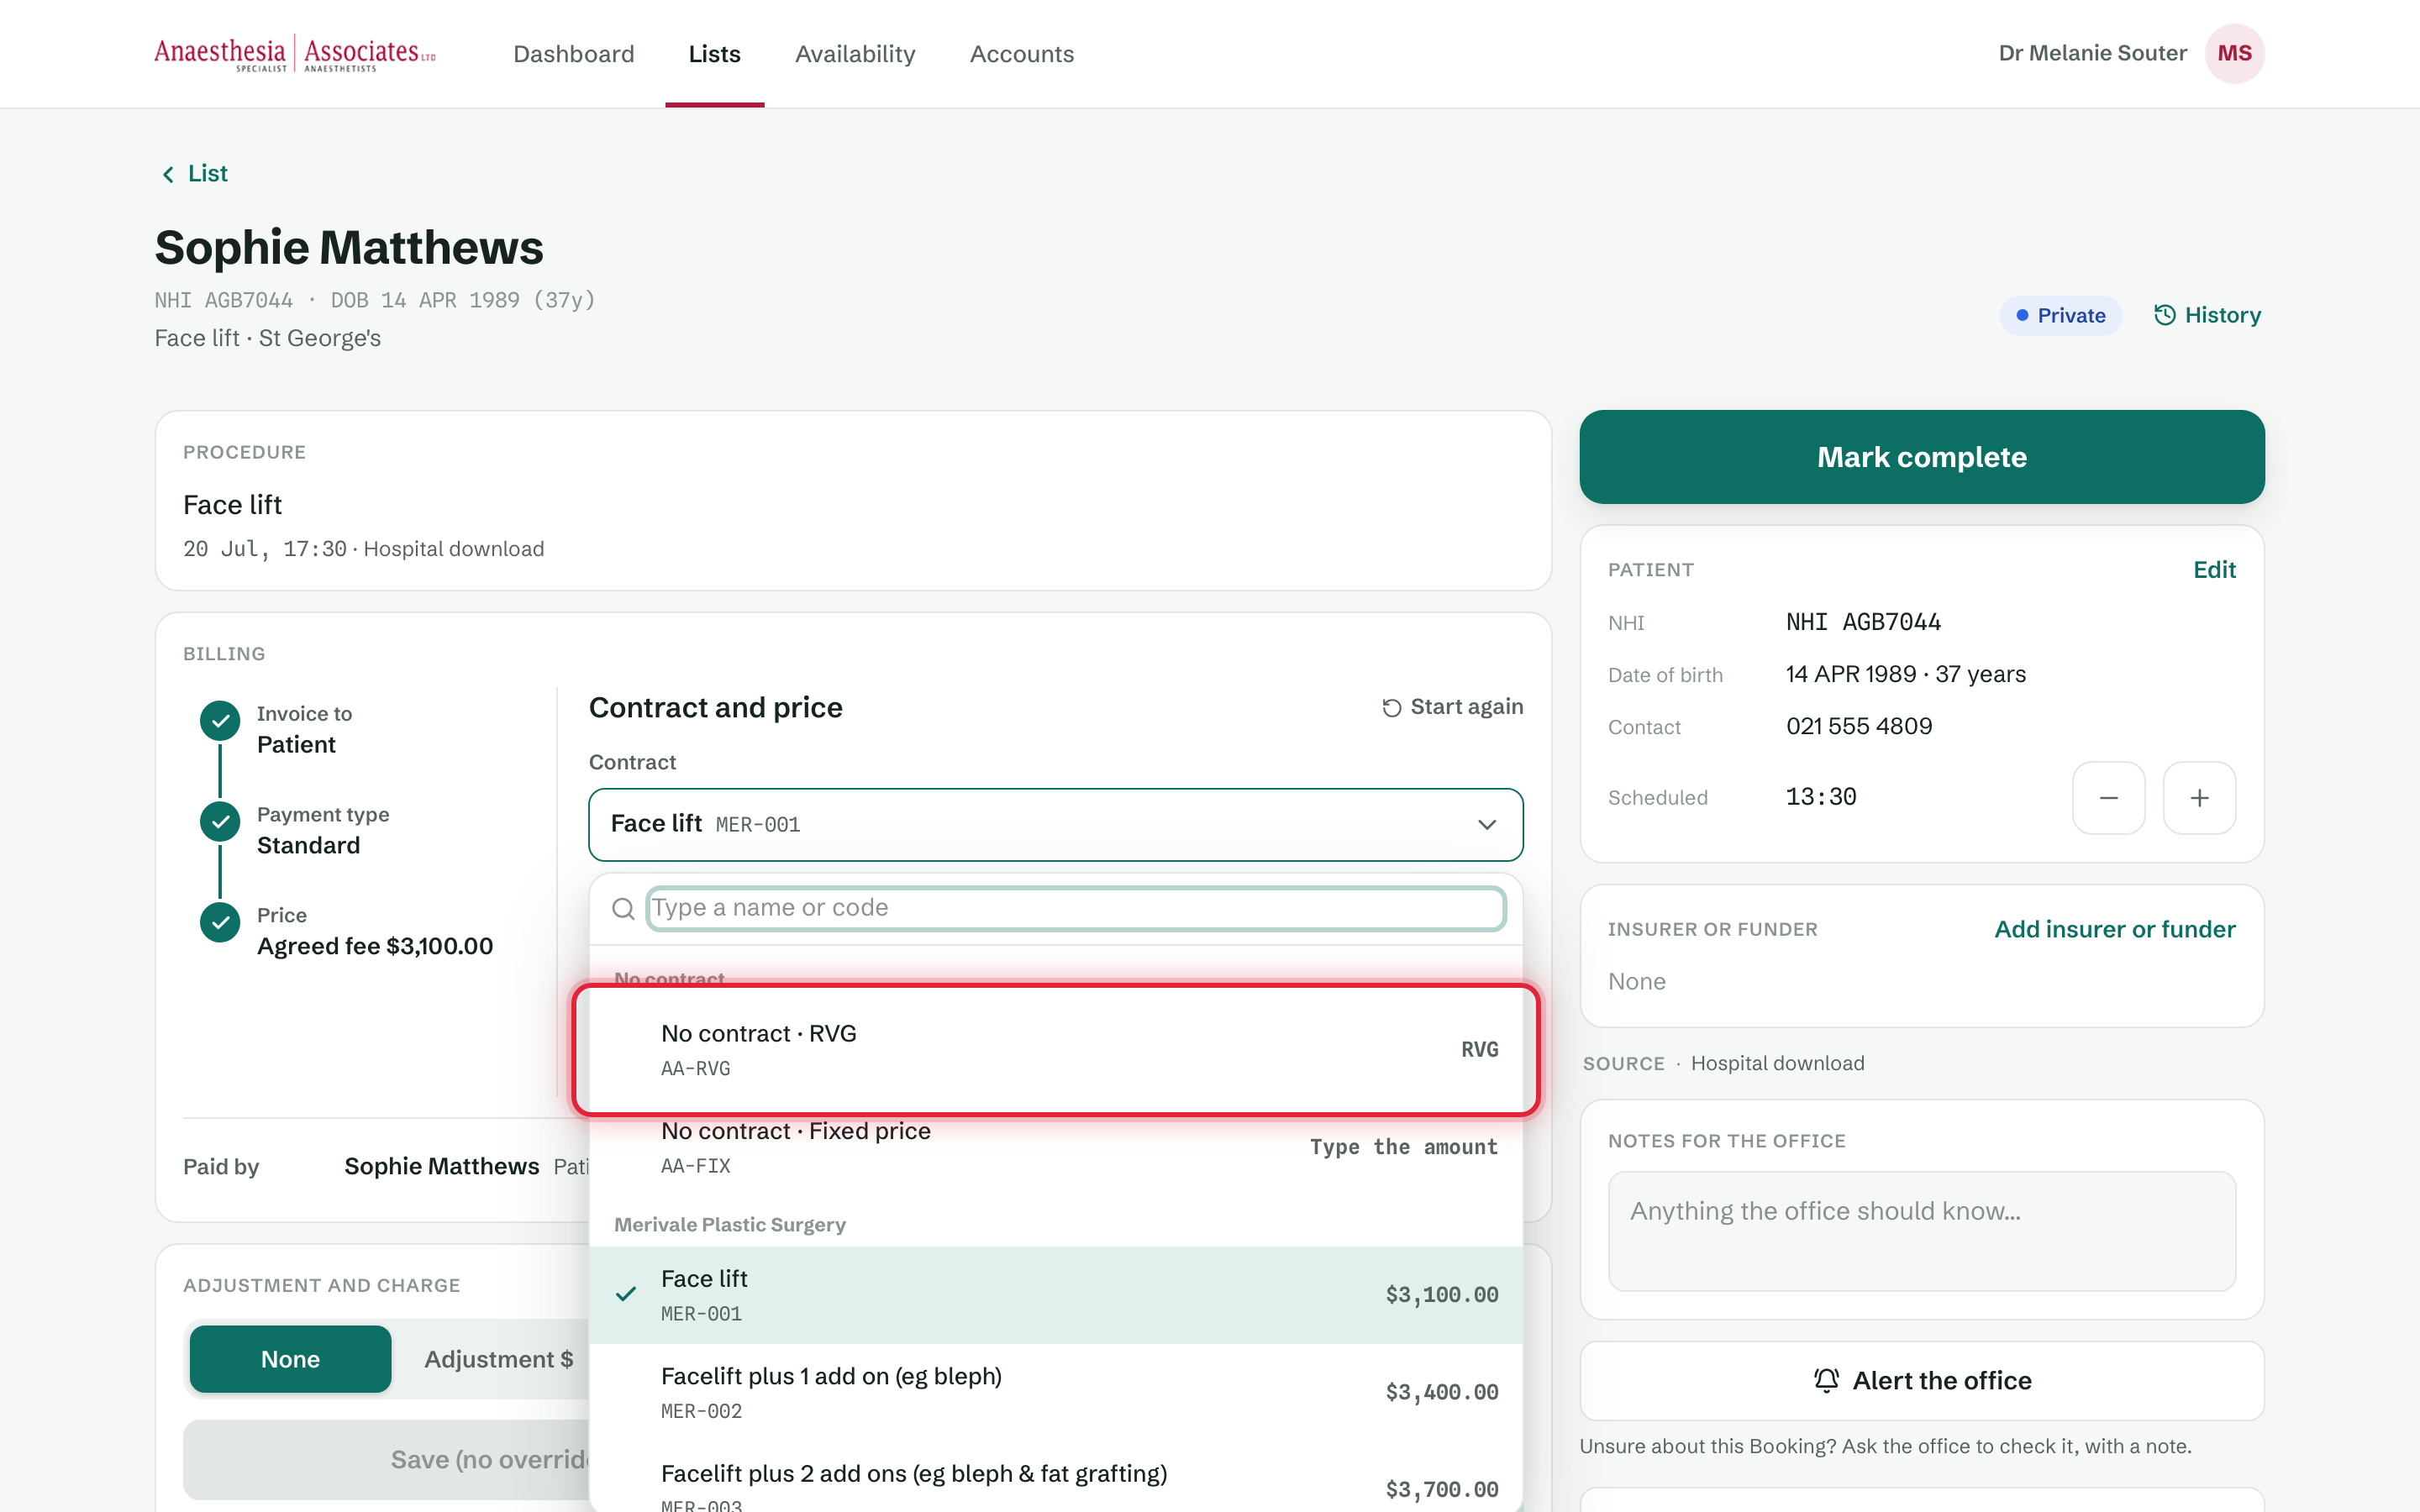 Anaesthesia Associates LTD
SPECIALIST ANAESTHETISTS
Dashboard
Lists
Availability
Accounts
Dr Melanie Souter
MS
List
Sophie Matthews
NHI AGB7044 · DOB 14 APR 1989 (37y)
Face lift · St George's
Private
History
PROCEDURE
Face lift
20 Jul, 17:30 · Hospital download
BILLING
Invoice to
Patient
Payment type
Standard
Price
Agreed fee $3,100.00
Contract and price
Start again
Contract
Face lift MER-001
Type a name or code
No contract
No contract · RVG
AA-RVG
RVG
No contract · Fixed price
AA-FIX
Type the amount
Merivale Plastic Surgery
Face lift
MER-001
$3,100.00
Facelift plus 1 add on (eg bleph)
MER-002
$3,400.00
Facelift plus 2 add ons (eg bleph & fat grafting)
MER-003
$3,700.00
Paid by
Sophie Matthews
ADJUSTMENT AND CHARGE
None
Adjustment $
Save (no
Mark complete
PATIENT
Edit
NHI
NHI AGB7044
Date of birth
14 APR 1989 · 37 years
Contact
021 555 4809
Scheduled
13:30
INSURER OR FUNDER
Add insurer or funder
None
SOURCE · Hospital download
NOTES FOR THE OFFICE
Anything the office should know...
Alert the office
Unsure about this Booking? Ask the office to check it, with a note.